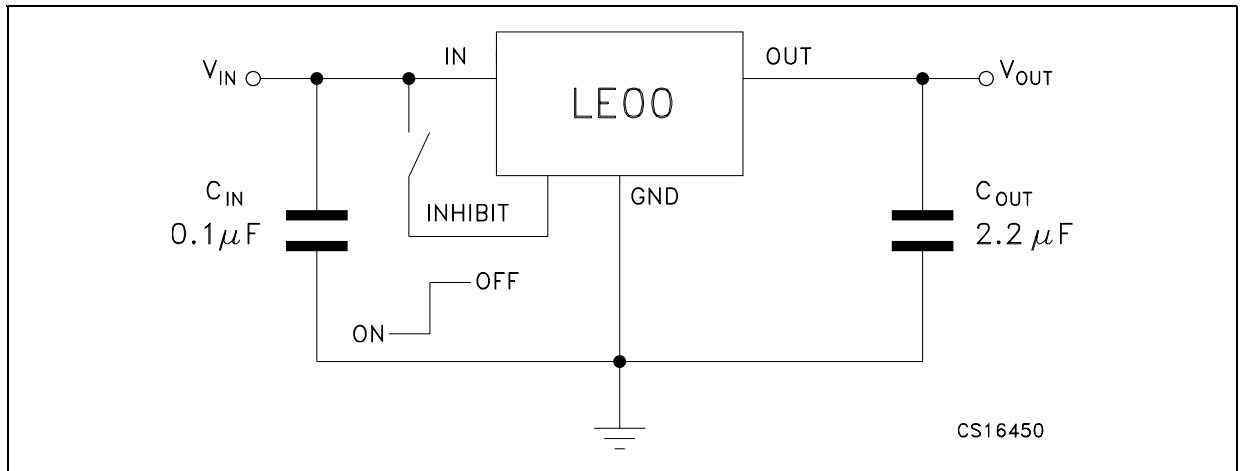 IN
OUT
V_IN
V_OUT
LE00
GND
C_IN
0.1μF
INHIBIT
C_OUT
2.2 μF
OFF
ON
CS16450